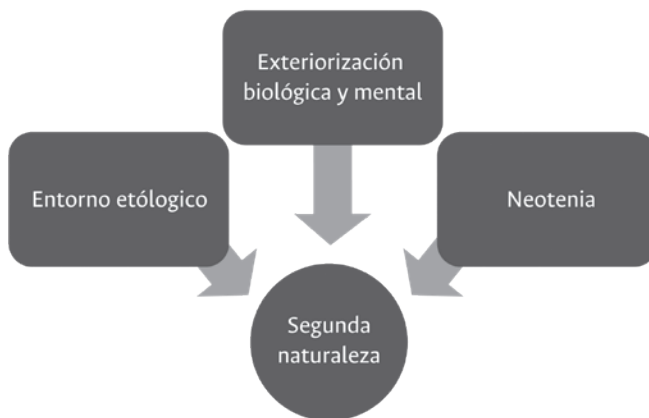 Exteriorización
biológica y mental
Entorno etólogico
Neotenia
Segunda
naturaleza